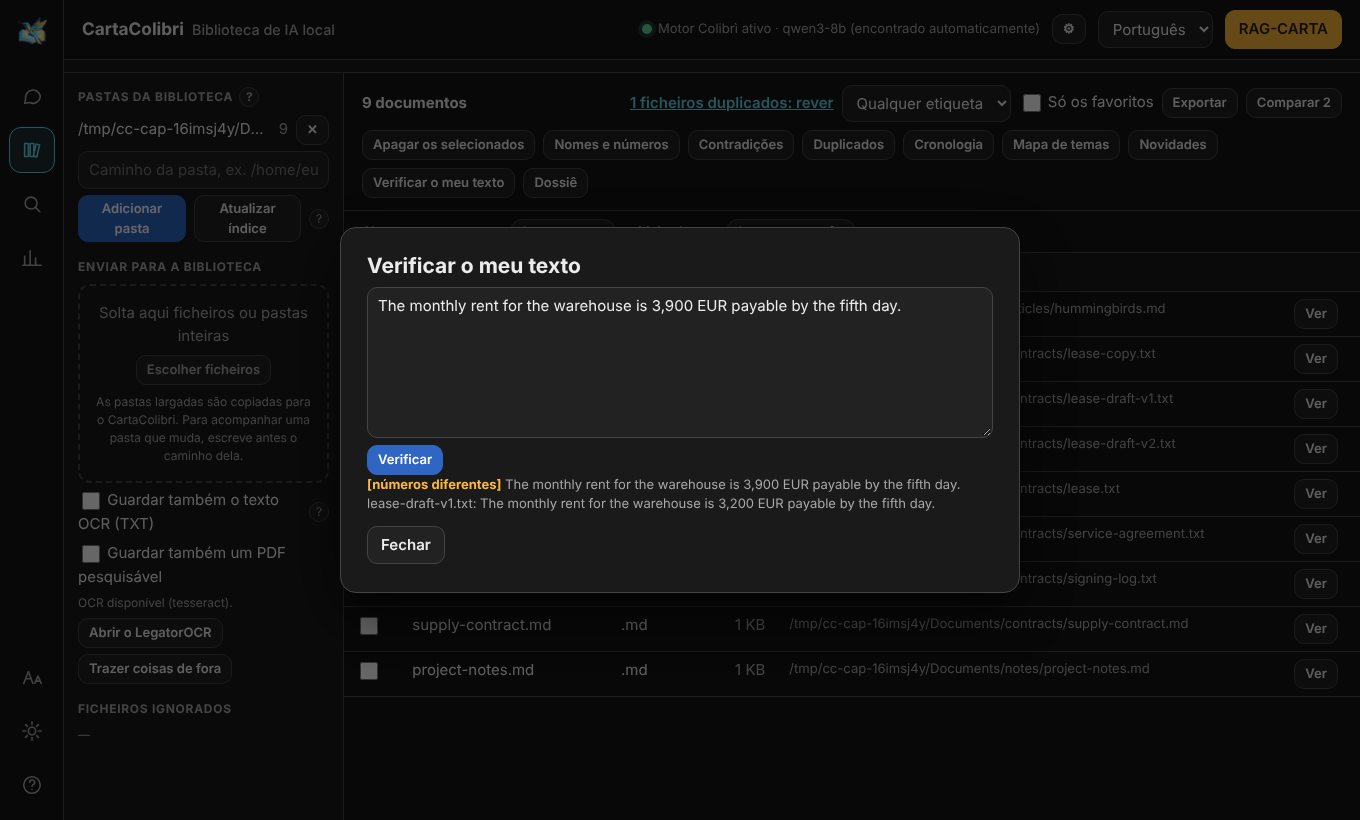 CartaColibri Biblioteca de IA local
Motor Colibrì ativo · qwen3-8b (encontrado automaticamente)
Português
RAG-CARTA
PASTAS DA BIBLIOTECA ?
/tmp/cc-cap-16imsj4y/D... 9 ×
Caminho da pasta, ex. /home/eu
Adicionar
pasta
Atualizar
índice
?
ENVIAR PARA A BIBLIOTECA
Solta aqui ficheiros ou pastas
inteiras
Escolher ficheiros
As pastas largadas são copiadas para
o CartaColibri. Para acompanhar uma
pasta que muda, escreve antes o
caminho dela.
Guardar também o texto
OCR (TXT)
?
Guardar também um PDF
pesquisável
OCR disponível (tesseract).
Abrir o LegatorOCR
Trazer coisas de fora
FICHEIROS IGNORADOS
—
AA
9 documentos
1 ficheiros duplicados: rever
Qualquer etiqueta
Só os favoritos
Exportar
Comparar 2
Apagar os selecionados
Nomes e números
Contradições
Duplicados
Cronologia
Mapa de temas
Novidades
Verificar o meu texto
Dossiê
Verificar o meu texto
The monthly rent for the warehouse is 3,900 EUR payable by the fifth day.
Verificar
[números diferentes] The monthly rent for the warehouse is 3,900 EUR payable by the fifth day.
lease-draft-v1.txt: The monthly rent for the warehouse is 3,200 EUR payable by the fifth day.
Fechar
icles/hummingbirds.md Ver
ntracts/lease-copy.txt Ver
ntracts/lease-draft-v1.txt Ver
ntracts/lease-draft-v2.txt Ver
ntracts/lease.txt Ver
ntracts/service-agreement.txt Ver
ntracts/signing-log.txt Ver
supply-contract.md .md 1 KB /tmp/cc-cap-16imsj4y/Documents/contracts/supply-contract.md Ver
project-notes.md .md 1 KB /tmp/cc-cap-16imsj4y/Documents/notes/project-notes.md Ver